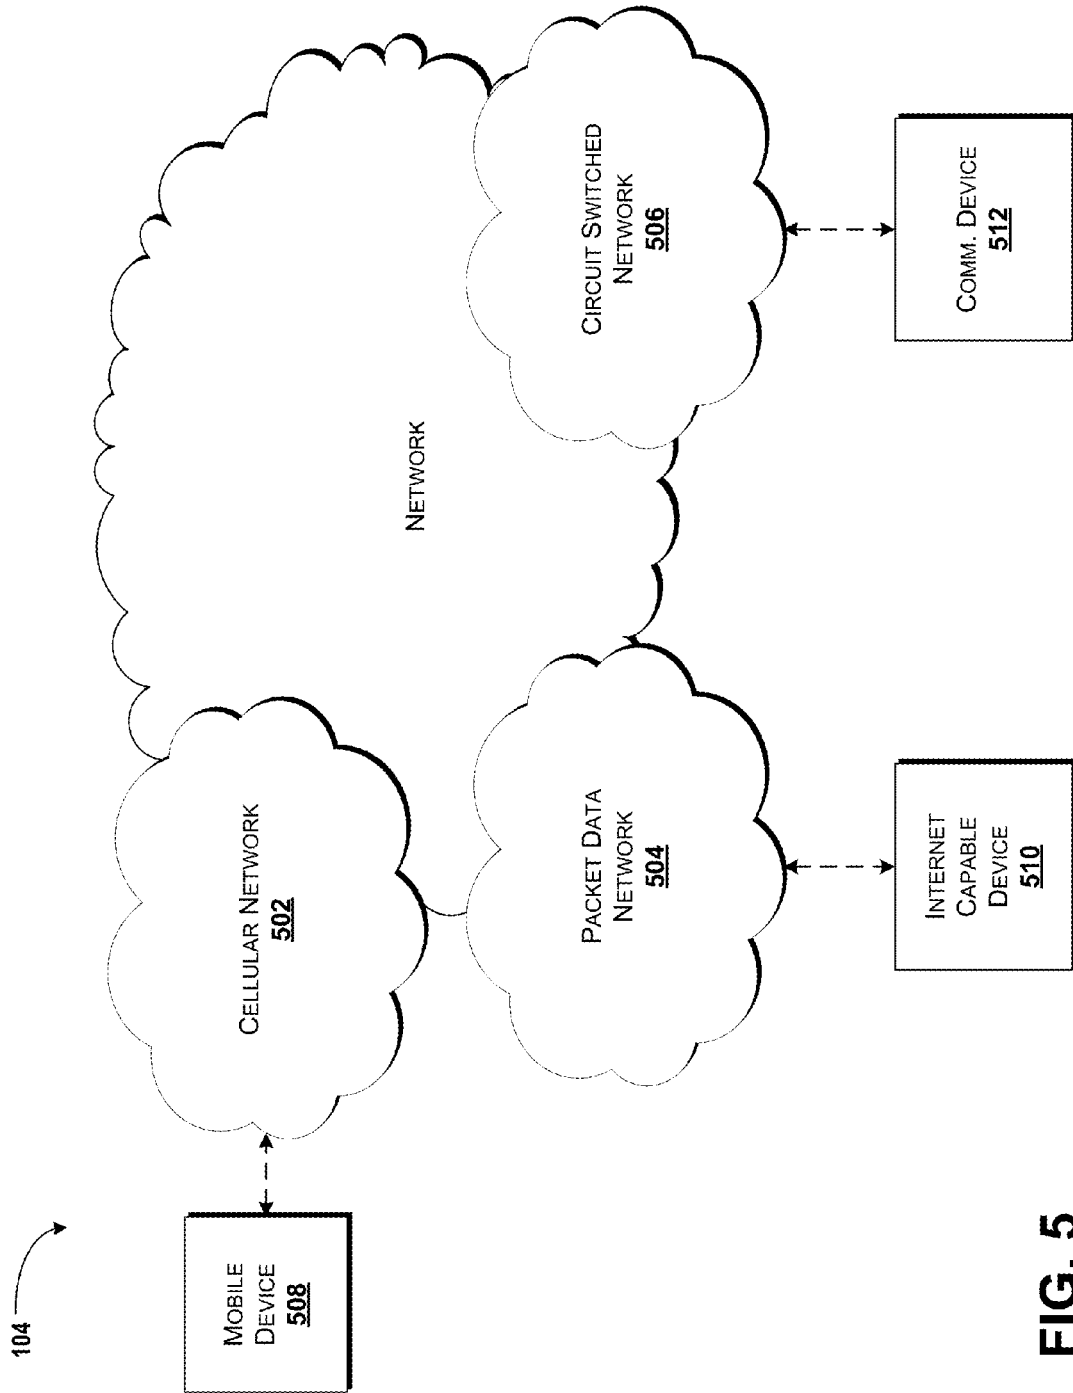 104
MOBILE
DEVICE
508
CELLULAR NETWORK
502
NETWORK
PACKET DATA
NETWORK
504
CIRCUIT SWITCHED
NETWORK
506
INTERNET
CAPABLE
DEVICE
510
COMM. DEVICE
512
FIG. 5